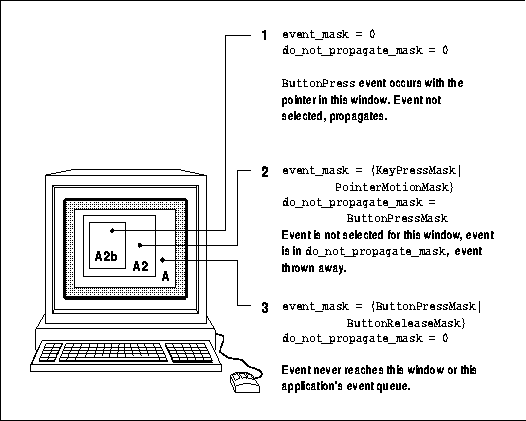 1 event_mask = 0
do_not_propagate_mask = 0
ButtonPress event occurs with the
pointer in this window. Event not
selected, propagates.
2 event_mask = {KeyPressMask|
PointerMotionMask}
do_not_propagate_mask =
ButtonPressMask
Event is not selected for this window, event
is in do_not_propagate_mask, event
thrown away.
A2b
A2
A
3 event_mask = {ButtonPressMask|
ButtonReleaseMask}
do_not_propagate_mask = 0
Event never reaches this window or this
application's event queue.